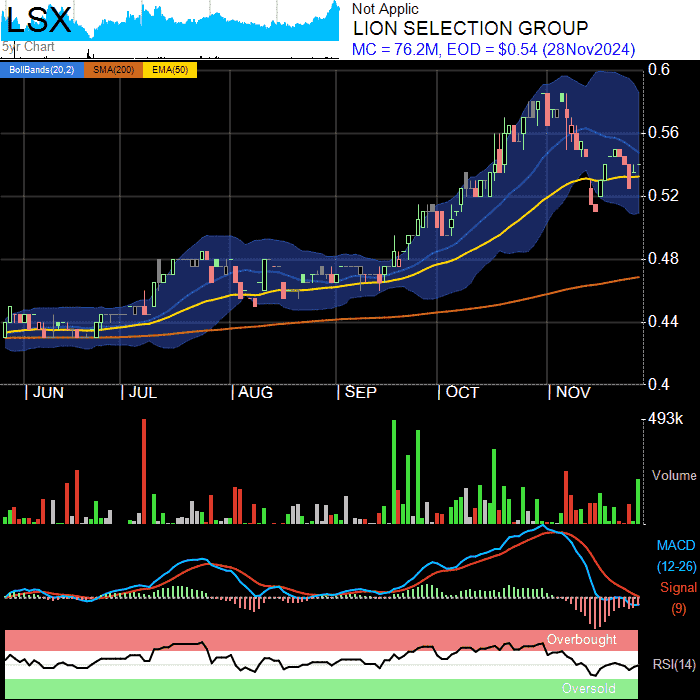 LSX
5yr Chart
Not Applic
LION SELECTION GROUP
MC = 76.2M, EOD = $0.54 (28Nov2024)
BollBands(20,2) SMA(200) EMA(50)
0.6
0.56
0.52
0.48
0.44
0.4
JUN JUL AUG SEP OCT NOV
493k
Volume
MACD
(12-26)
Signal
(9)
Overbought
RSI(14)
Oversold